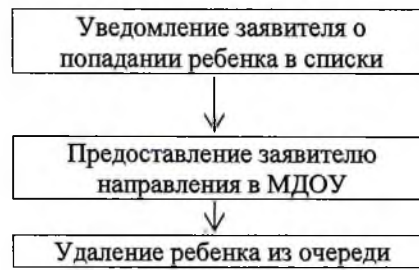 Уведомление заявителя о
попадании ребенка в списки
Предоставление заявителю
направления в МДОУ
Удаление ребенка из очереди